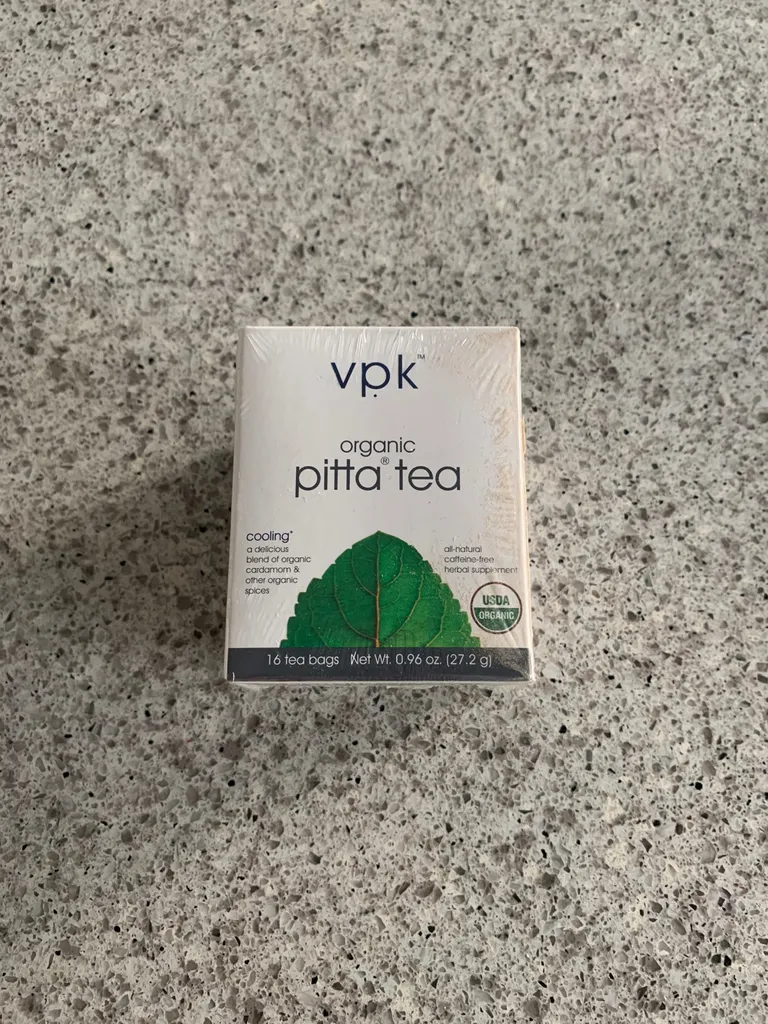 vpk™
organic
pitta® tea
cooling*
a delicious
blend of organic
cardamom &
other organic
spices
all-natural
caffeine-free
herbal supplement
USDA
ORGANIC
16 tea bags Net Wt. 0.96 oz. (27.2 g)